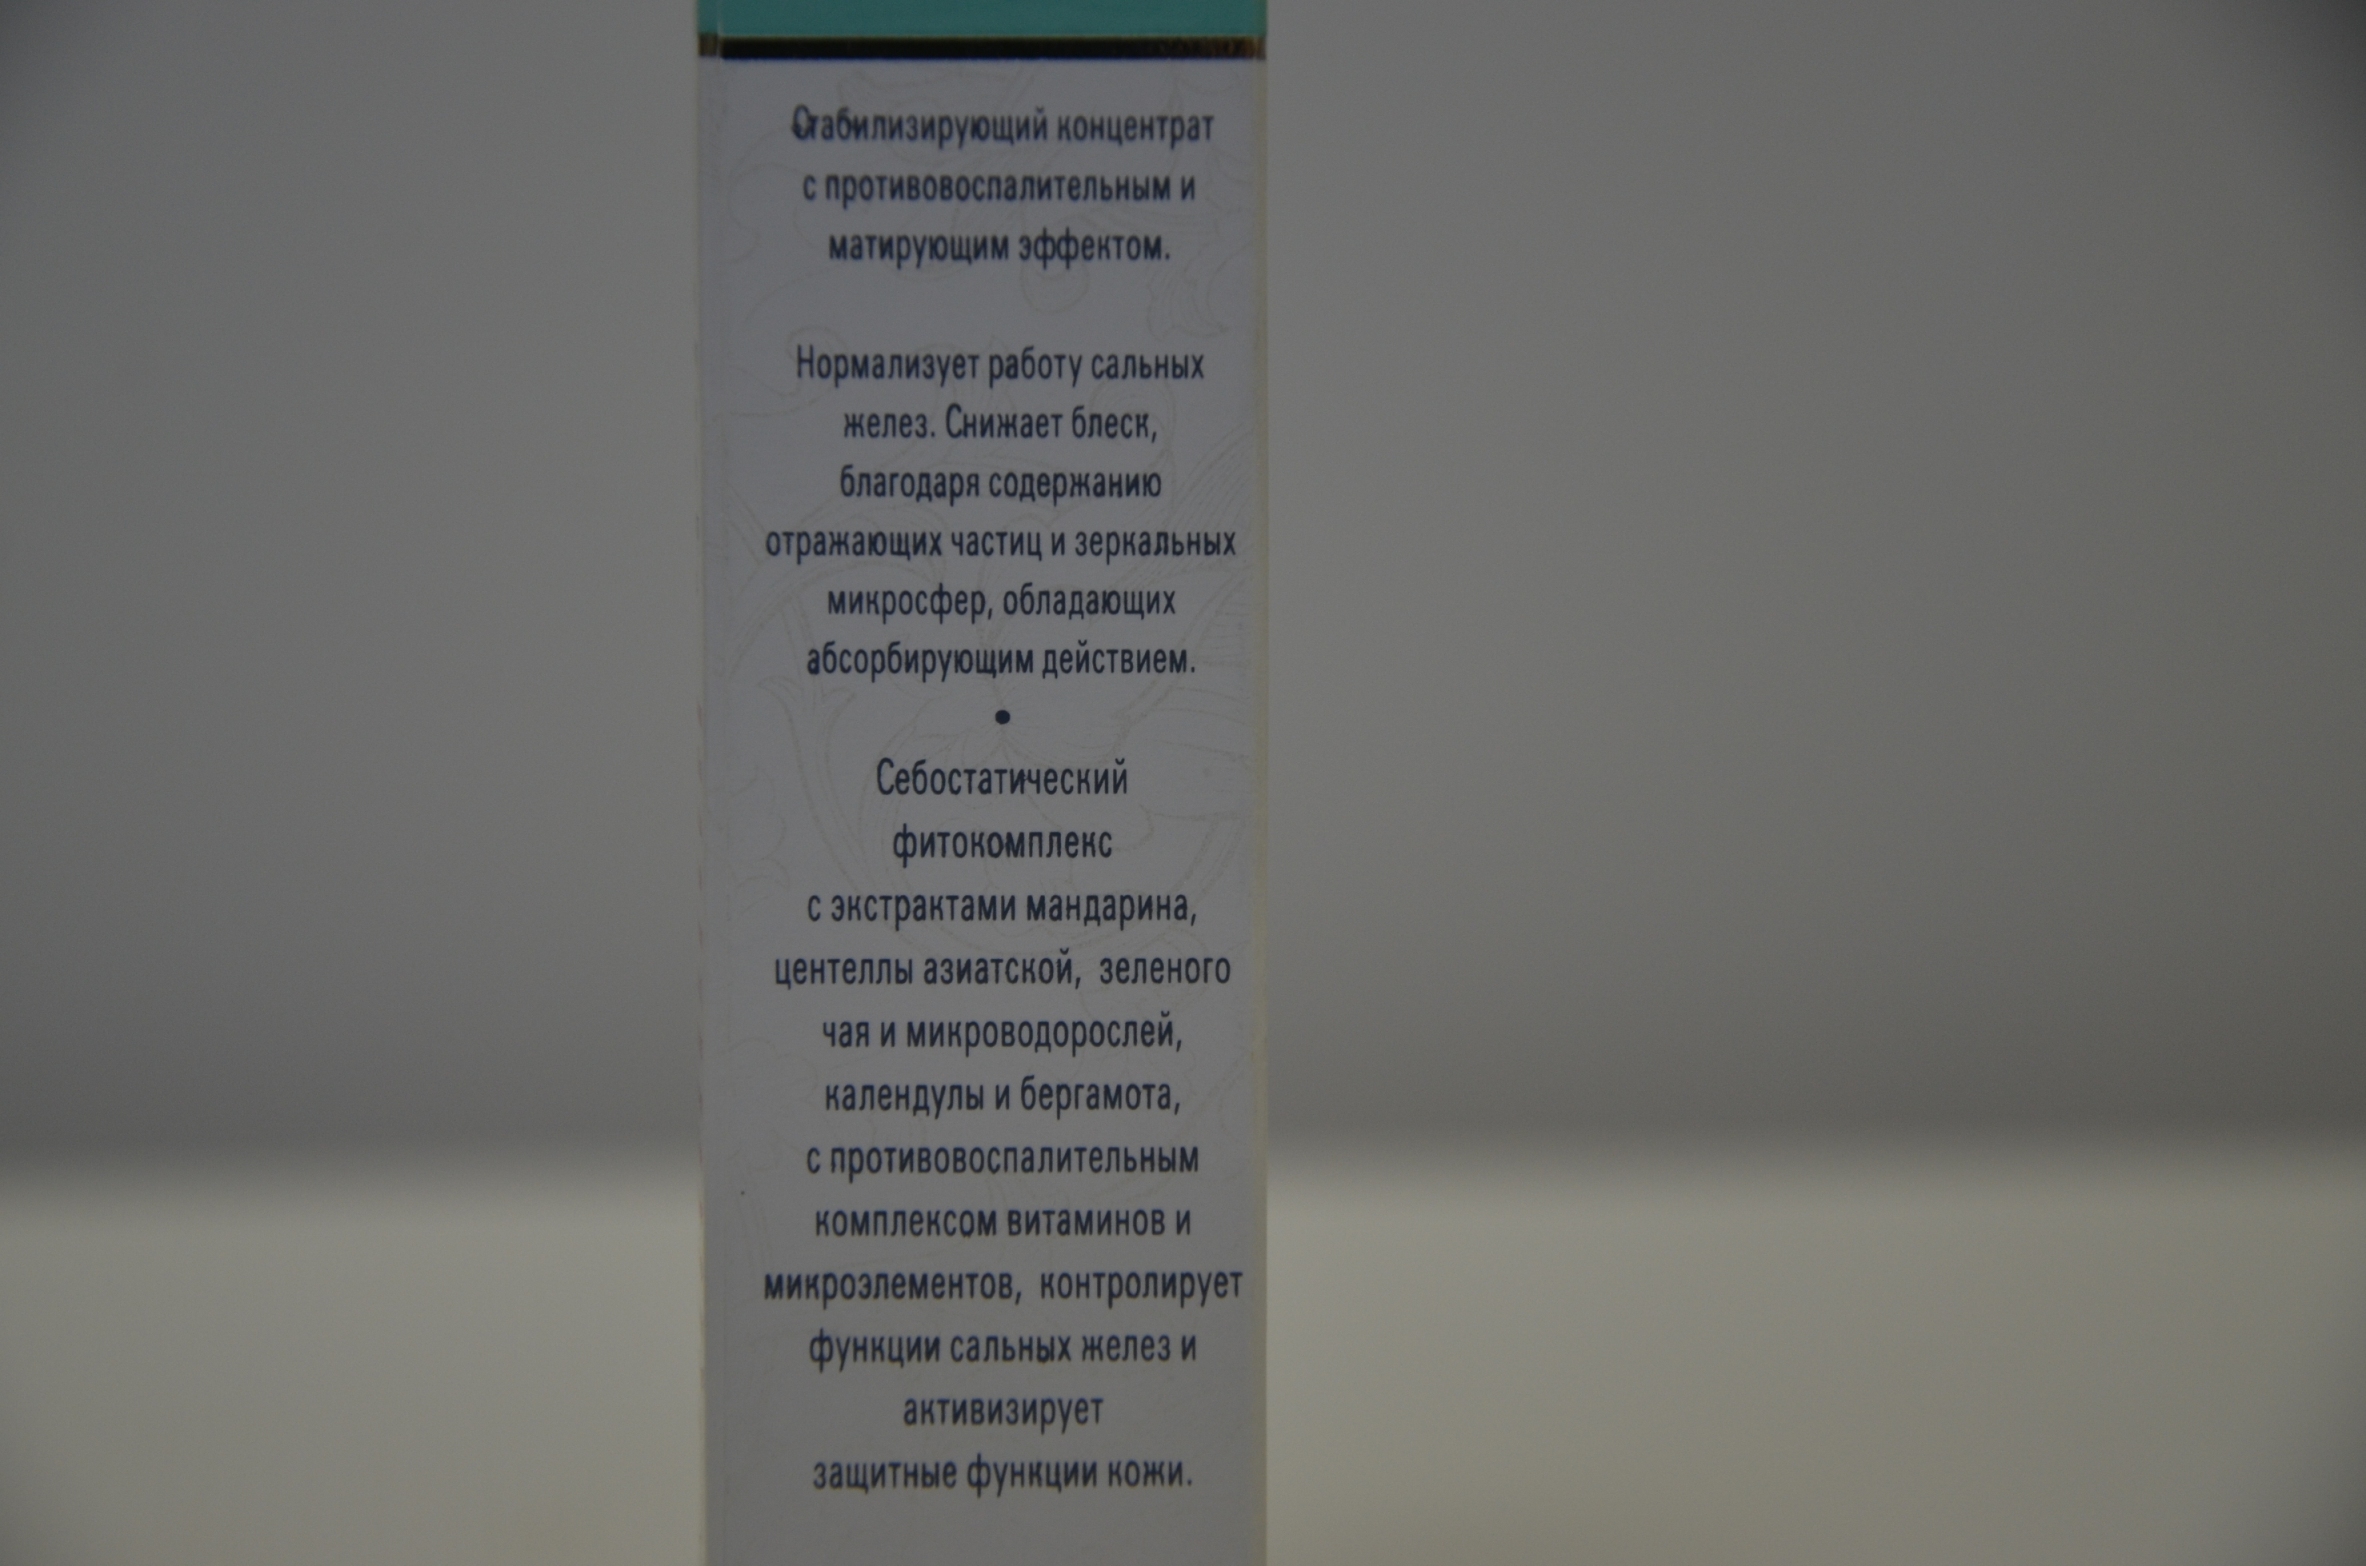 Стабилизирующий концентрат
с противовоспалительным и
матирующим эффектом.
Нормализует работу сальных
желез. Снижает блеск,
благодаря содержанию
отражающих частиц и зеркальных
микросфер, обладающих
абсорбирующим действием.
•
Себостатический
фитокомплекс
с экстрактами мандарина,
центеллы азиатской, зеленого
чая и микроводорослей,
календулы и бергамота,
с противовоспалительным
комплексом витаминов и
микроэлементов, контролирует
функции сальных желез и
активизирует
защитные функции кожи.